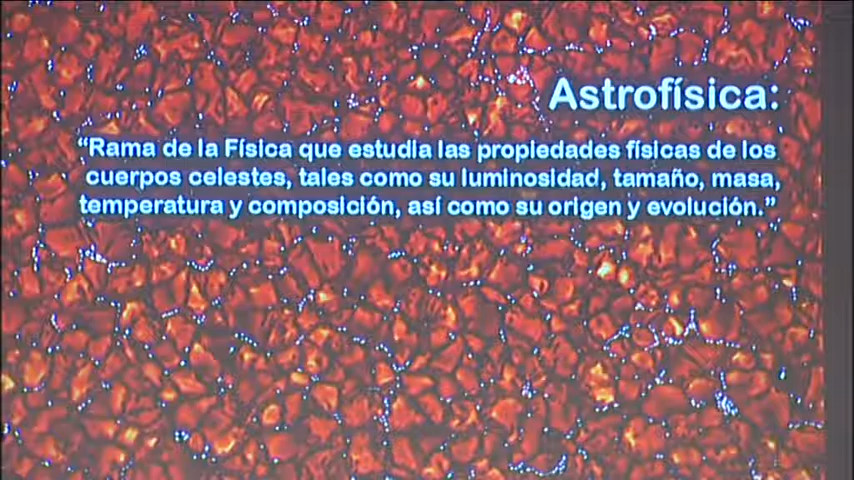 Astrofísica:
“Rama de la Física que estudia las propiedades físicas de los
cuerpos celestes, tales como su luminosidad, tamaño, masa,
temperatura y composición, así como su origen y evolución.”